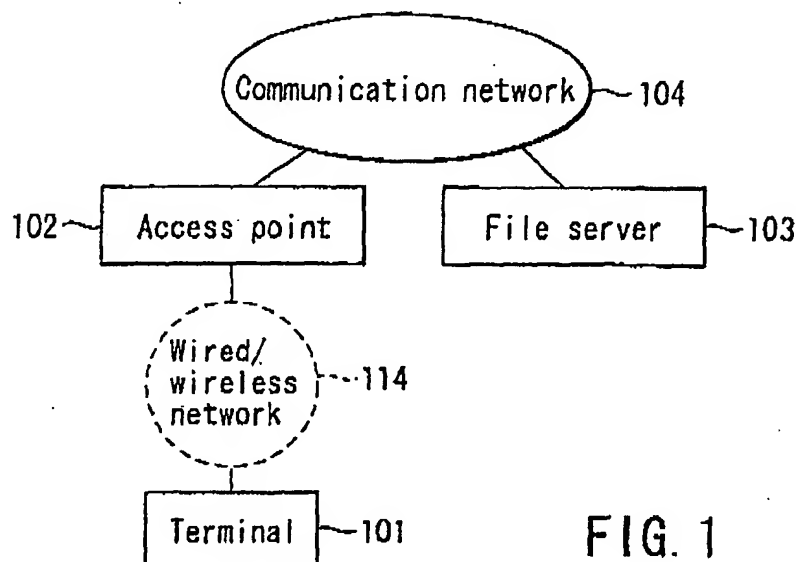 Communication network
104
102
Access point
File server
103
Wired/
wireless
network
114
Terminal
101
FIG. 1